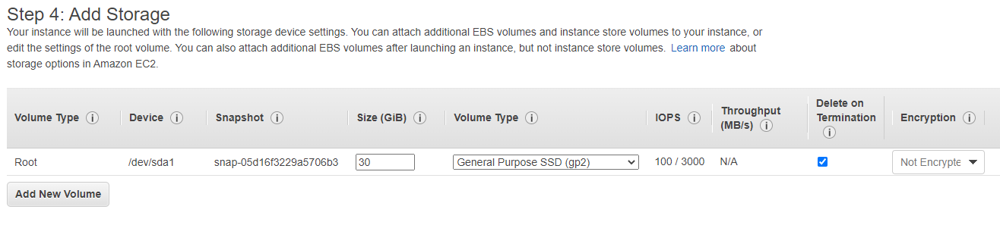 Step 4: Add Storage
Your instance will be launched with the following storage device settings. You can attach additional EBS volumes and instance store volumes to your instance, or
edit the settings of the root volume. You can also attach additional EBS volumes after launching an instance, but not instance store volumes. Learn more about
storage options in Amazon EC2.
Volume Type i Device i Snapshot i Size (GiB) i Volume Type i IOPS i Throughput (MB/s) i Delete on Termination i Encryption i
Root /dev/sda1 snap-05d16f3229a5706b3 30 General Purpose SSD (gp2) 100 / 3000 N/A Not Encrypte
Add New Volume